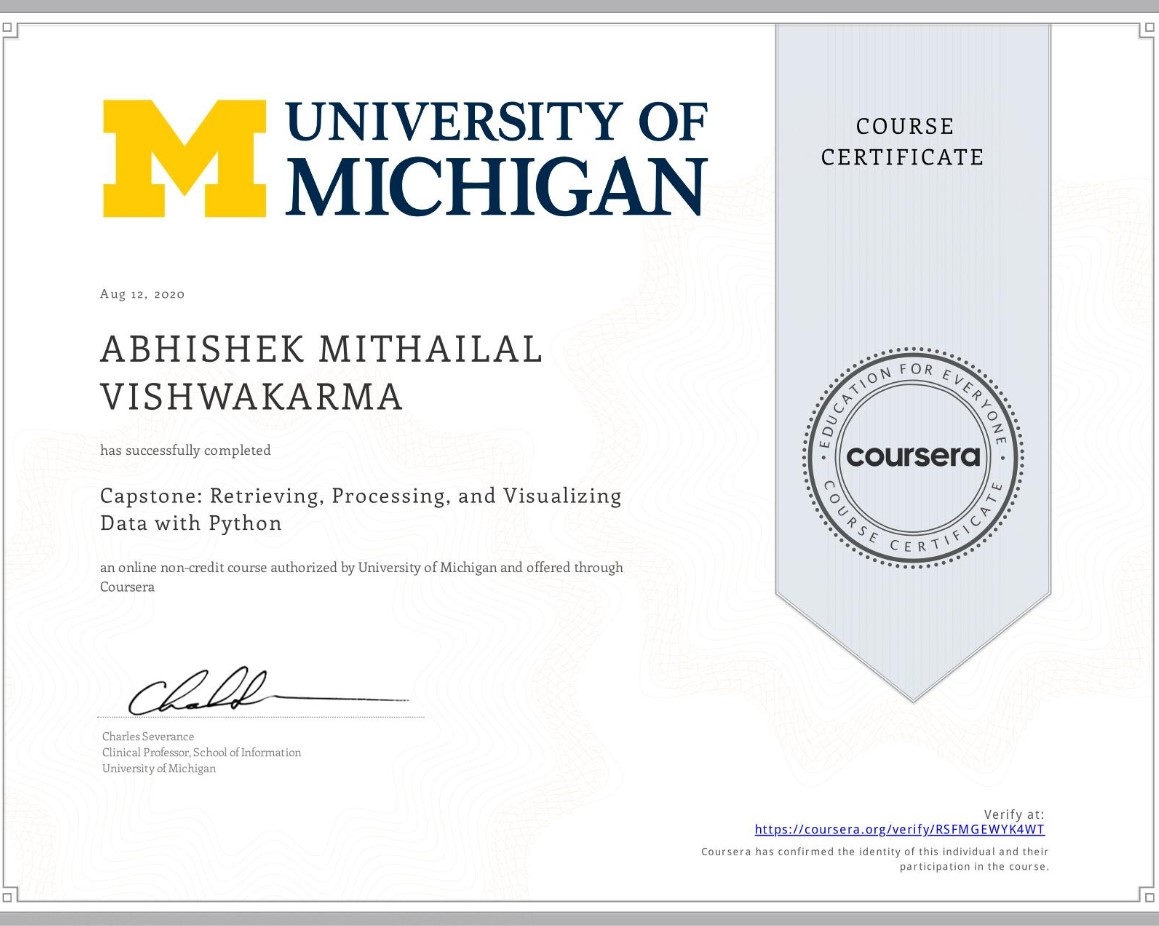 UNIVERSITY OF
MICHIGAN
COURSE
CERTIFICATE
Aug 12, 2020
ABHISHEK MITHAILAL
VISHWAKARMA
has successfully completed
Capstone: Retrieving, Processing, and Visualizing
Data with Python
an online non-credit course authorized by University of Michigan and offered through
Coursera
EDUCATION FOR EVERYONE
coursera
COURSE CERTIFICATE
Charles Severance
Clinical Professor, School of Information
University of Michigan
Verify at:
https://coursera.org/verify/RSFMGEWYK4WT
Coursera has confirmed the identity of this individual and their
participation in the course.